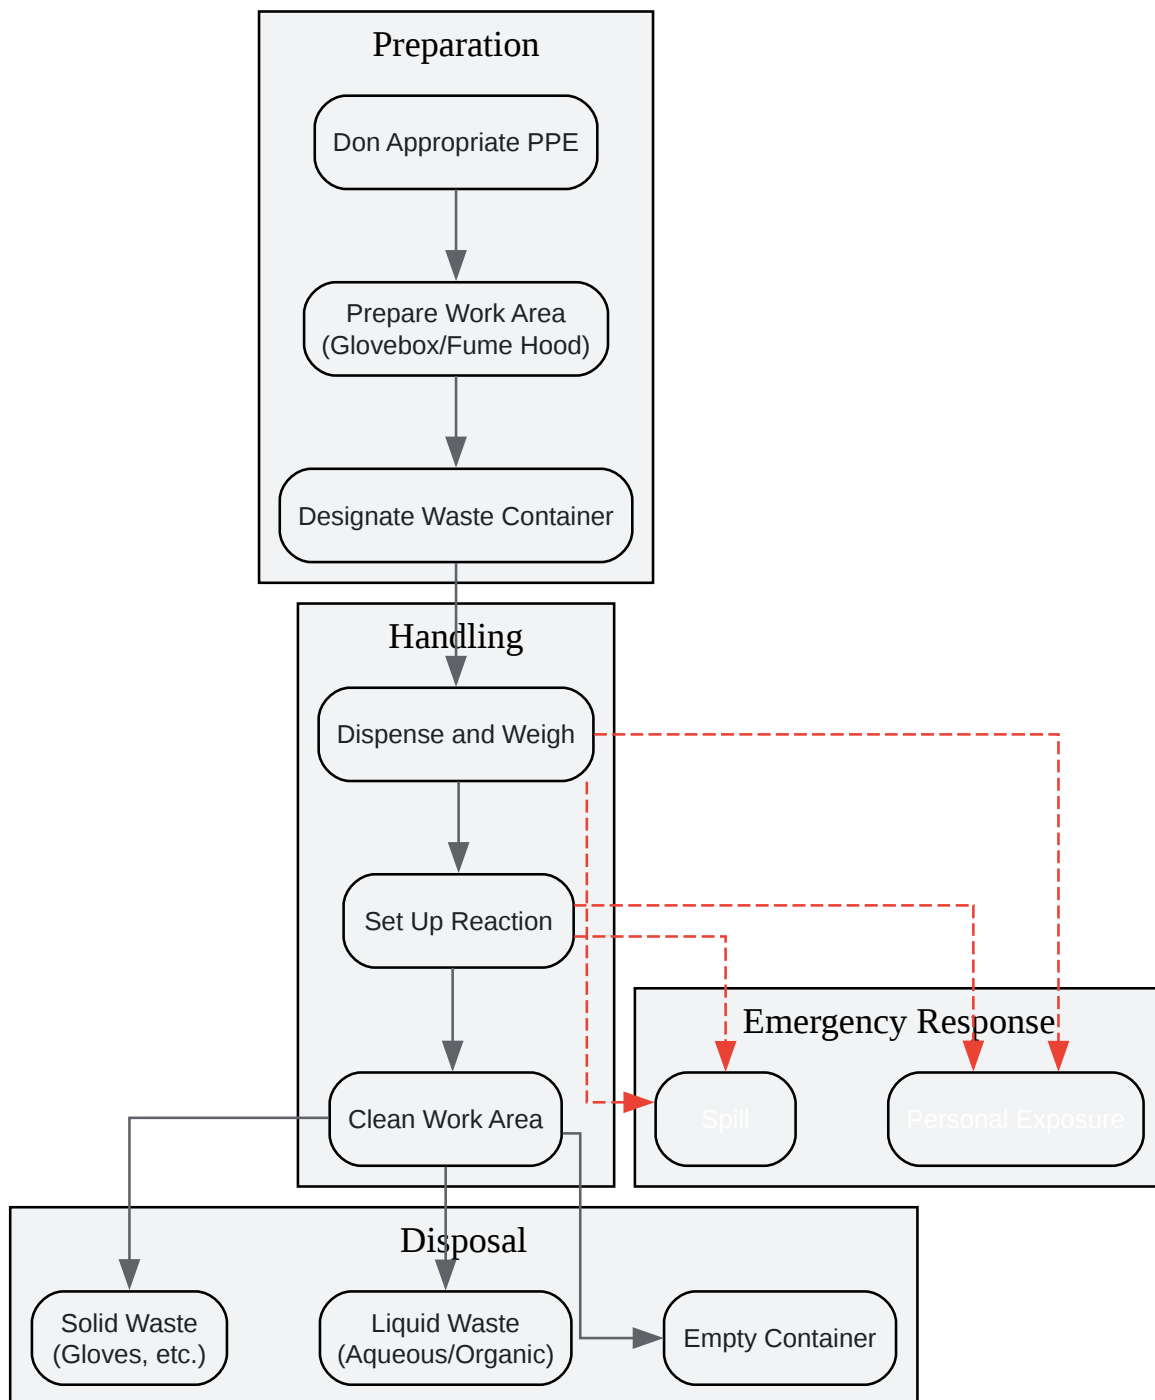 Preparation
Don Appropriate PPE
Prepare Work Area
(Glovebox/Fume Hood)
Designate Waste Container
Handling
Dispense and Weigh
Set Up Reaction
Clean Work Area
Emergency Response
Spill
Personal Exposure
Disposal
Solid Waste
(Gloves, etc.)
Liquid Waste
(Aqueous/Organic)
Empty Container